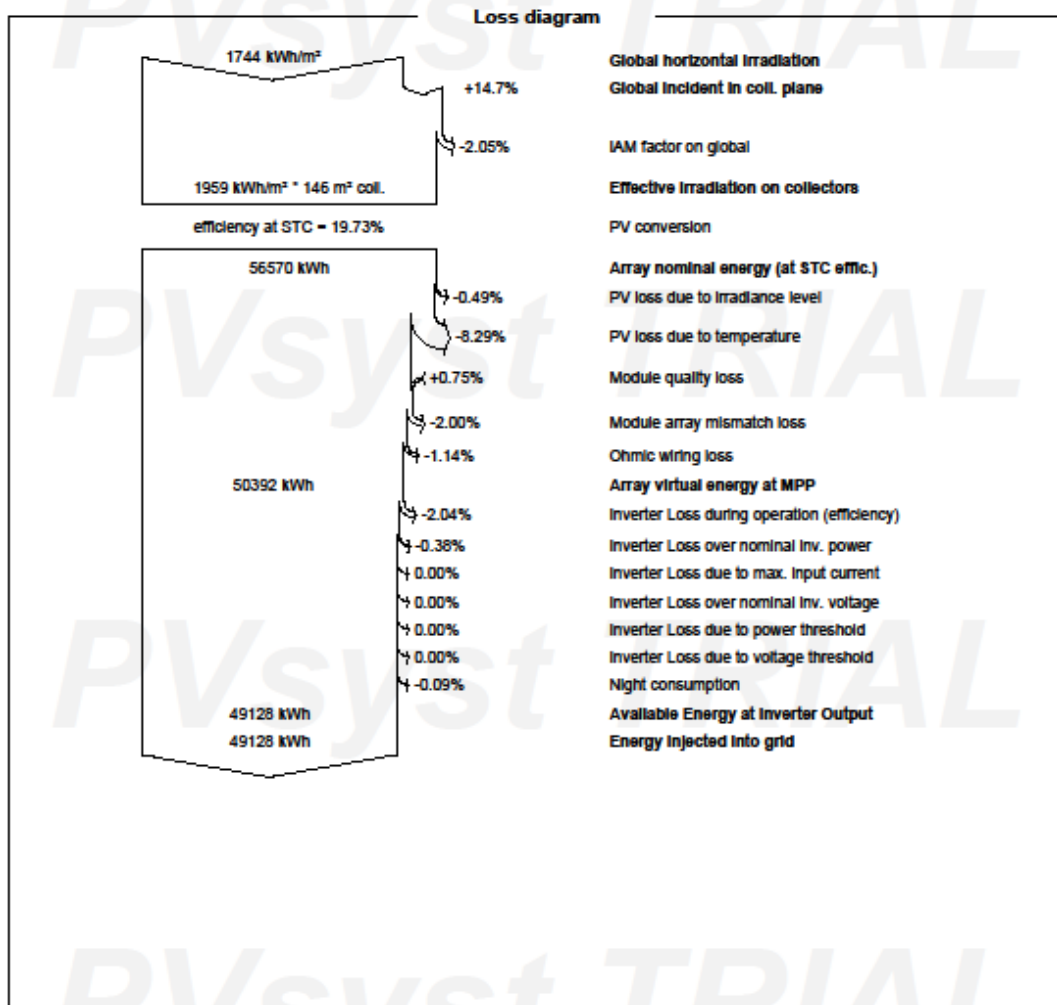 Loss diagram
1744 kWh/m² Global horizontal irradiation
+14.7% Global incident in coll. plane
-2.05% IAM factor on global
1959 kWh/m² * 146 m² coll. Effective irradiation on collectors
efficiency at STC = 19.73% PV conversion
56570 kWh Array nominal energy (at STC effic.)
-0.49% PV loss due to irradiance level
-8.29% PV loss due to temperature
+0.75% Module quality loss
-2.00% Module array mismatch loss
-1.14% Ohmic wiring loss
50392 kWh Array virtual energy at MPP
-2.04% Inverter Loss during operation (efficiency)
-0.38% Inverter Loss over nominal inv. power
0.00% Inverter Loss due to max. input current
0.00% Inverter Loss over nominal inv. voltage
0.00% Inverter Loss due to power threshold
0.00% Inverter Loss due to voltage threshold
-0.09% Night consumption
49128 kWh Available Energy at Inverter Output
49128 kWh Energy injected into grid
PVsyst TRIAL
PVsyst TRIAL
PVsyst TRIAL
PVsyst TRIAL